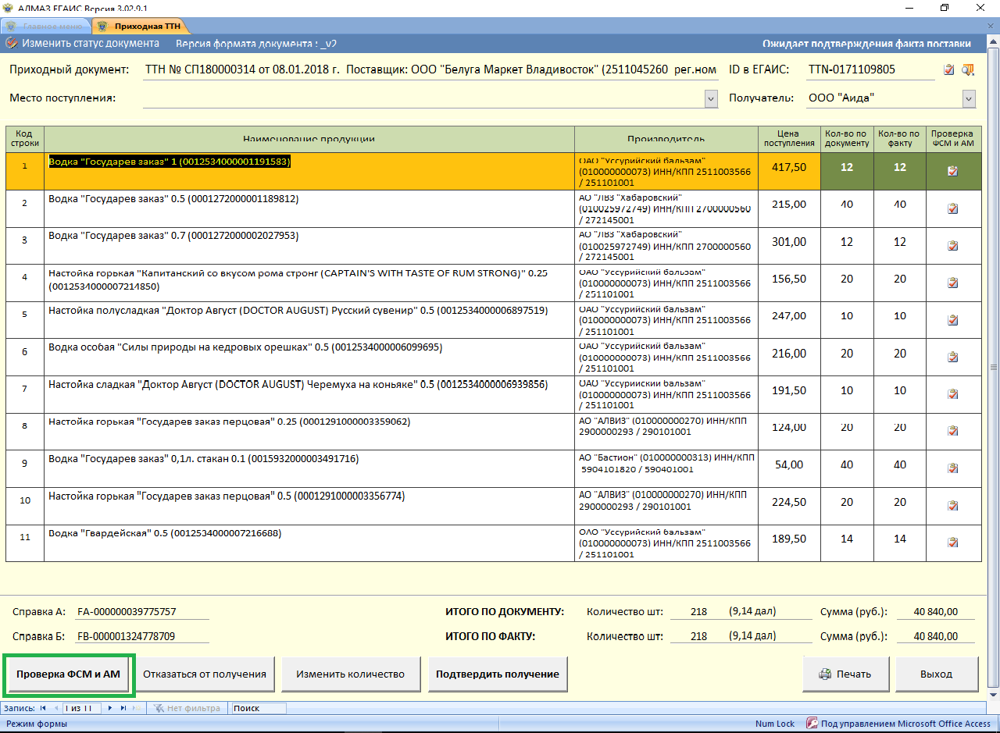 АЛМАЗ ЕГАИС Версия 3.02.9.1
Главное меню Приходная ТТН
Изменить статус документа Версия формата документа : _v2 Ожидает подтверждения факта поставки
Приходный документ: ТТН № СП180000314 от 08.01.2018 г. Поставщик: ООО "Белуга Маркет Владивосток" (2511045260 рег.ном ID в ЕГАИС: TTN-0171109805
Место поступления: Получатель: ООО "Аида"
Код строки Наименование продукции Производитель Цена поступления Кол-во по документу Кол-во по факту Проверка ФСМ и АМ
1 Водка "Государев заказ" 1 (0012534000001191583) ОАО "Уссурийский бальзам" (010000000073) ИНН/КПП 2511003566 / 251101001 417,50 12 12
2 Водка "Государев заказ" 0.5 (0001272000001189812) АО "ЛВЗ "Хабаровский" (010025972749) ИНН/КПП 2700000560 / 272145001 215,00 40 40
3 Водка "Государев заказ" 0.7 (0001272000002027953) АО "ЛВЗ "Хабаровский" (010025972749) ИНН/КПП 2700000560 / 272145001 301,00 12 12
4 Настойка горькая "Капитанский со вкусом рома стронг (CAPTAIN'S WITH TASTE OF RUM STRONG)" 0.25 (0012534000007214850) ОАО "Уссурийский бальзам" (010000000073) ИНН/КПП 2511003566 / 251101001 156,50 20 20
5 Настойка полусладкая "Доктор Август (DOCTOR AUGUST) Русский сувенир" 0.5 (0012534000006897519) ОАО "Уссурийский бальзам" (010000000073) ИНН/КПП 2511003566 / 251101001 247,00 10 10
6 Водка особая "Силы природы на кедровых орешках" 0.5 (0012534000006099695) ОАО "Уссурийский бальзам" (010000000073) ИНН/КПП 2511003566 / 251101001 216,00 20 20
7 Настойка сладкая "Доктор Август (DOCTOR AUGUST) Черемуха на коньяке" 0.5 (0012534000006939856) ОАО "Уссурийский бальзам" (010000000073) ИНН/КПП 2511003566 / 251101001 191,50 10 10
8 Настойка горькая "Государев заказ перцовая" 0.25 (0001291000003359062) АО "АЛВИЗ" (010000000270) ИНН/КПП 2900000293 / 290101001 124,00 20 20
9 Водка "Государев заказ" 0,1л. стакан 0.1 (0015932000003491716) АО "Бастион" (010000000313) ИНН/КПП 5904101820 / 590401001 54,00 40 40
10 Настойка горькая "Государев заказ перцовая" 0.5 (0001291000003356774) АО "АЛВИЗ" (010000000270) ИНН/КПП 2900000293 / 290101001 224,50 20 20
11 Водка "Гвардейская" 0.5 (0012534000007216688) ОАО "Уссурийский бальзам" (010000000073) ИНН/КПП 2511003566 / 251101001 189,50 14 14
Справка А: FA-000000039775757 ИТОГО ПО ДОКУМЕНТУ: Количество шт: 218 (9,14 дал) Сумма (руб.): 40 840,00
Справка Б: FB-000001324778709 ИТОГО ПО ФАКТУ: Количество шт: 218 (9,14 дал) Сумма (руб.): 40 840,00
Проверка ФСМ и АМ Отказаться от получения Изменить количество Подтвердить получение Печать Выход
Запись: 1 из 11 Нет фильтра Поиск
Режим формы Num Lock Под управлением Microsoft Office Access